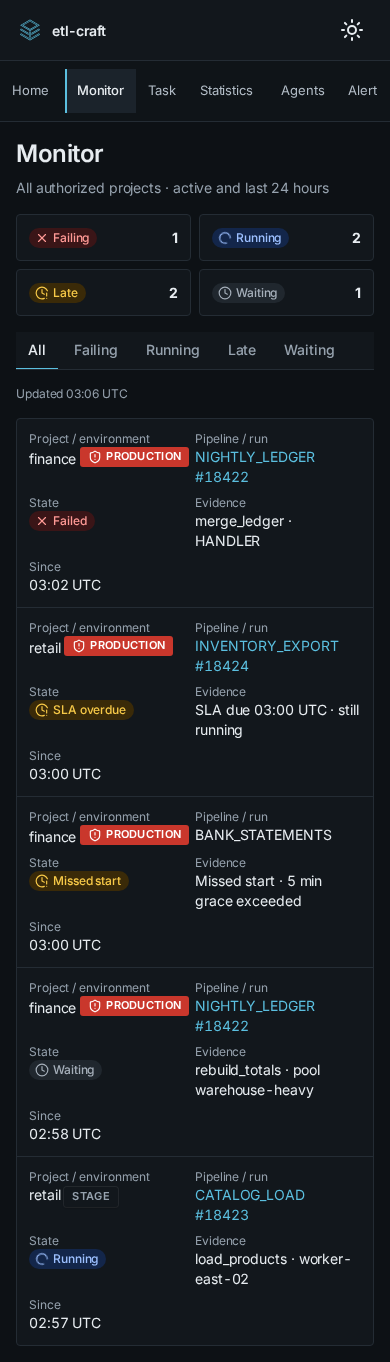 etl-craft
Home Monitor Task Statistics Agents Alert
Monitor
All authorized projects · active and last 24 hours
Failing 1
Running 2
Late 2
Waiting 1
All Failing Running Late Waiting
Updated 03:06 UTC
Project / environment
finance PRODUCTION
Pipeline / run
NIGHTLY_LEDGER
#18422
State
Failed
Evidence
merge_ledger ·
HANDLER
Since
03:02 UTC
Project / environment
retail PRODUCTION
Pipeline / run
INVENTORY_EXPORT
#18424
State
SLA overdue
Evidence
SLA due 03:00 UTC · still
running
Since
03:00 UTC
Project / environment
finance PRODUCTION
Pipeline / run
BANK_STATEMENTS
State
Missed start
Evidence
Missed start · 5 min
grace exceeded
Since
03:00 UTC
Project / environment
finance PRODUCTION
Pipeline / run
NIGHTLY_LEDGER
#18422
State
Waiting
Evidence
rebuild_totals · pool
warehouse-heavy
Since
02:58 UTC
Project / environment
retail STAGE
Pipeline / run
CATALOG_LOAD
#18423
State
Running
Evidence
load_products · worker-
east-02
Since
02:57 UTC